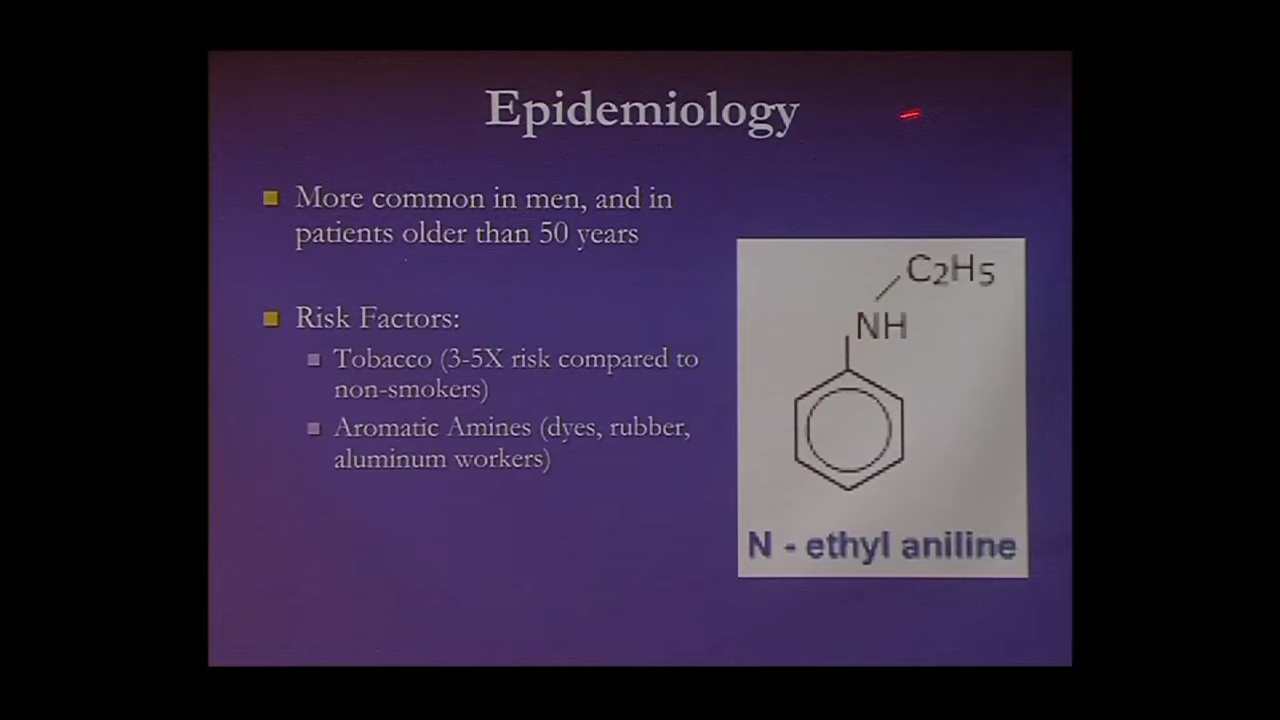 Epidemiology
More common in men, and in
patients older than 50 years
Risk Factors:
Tobacco (3-5X risk compared to
non-smokers)
Aromatic Amines (dyes, rubber,
aluminum workers)
C2H5
NH
N - ethyl aniline